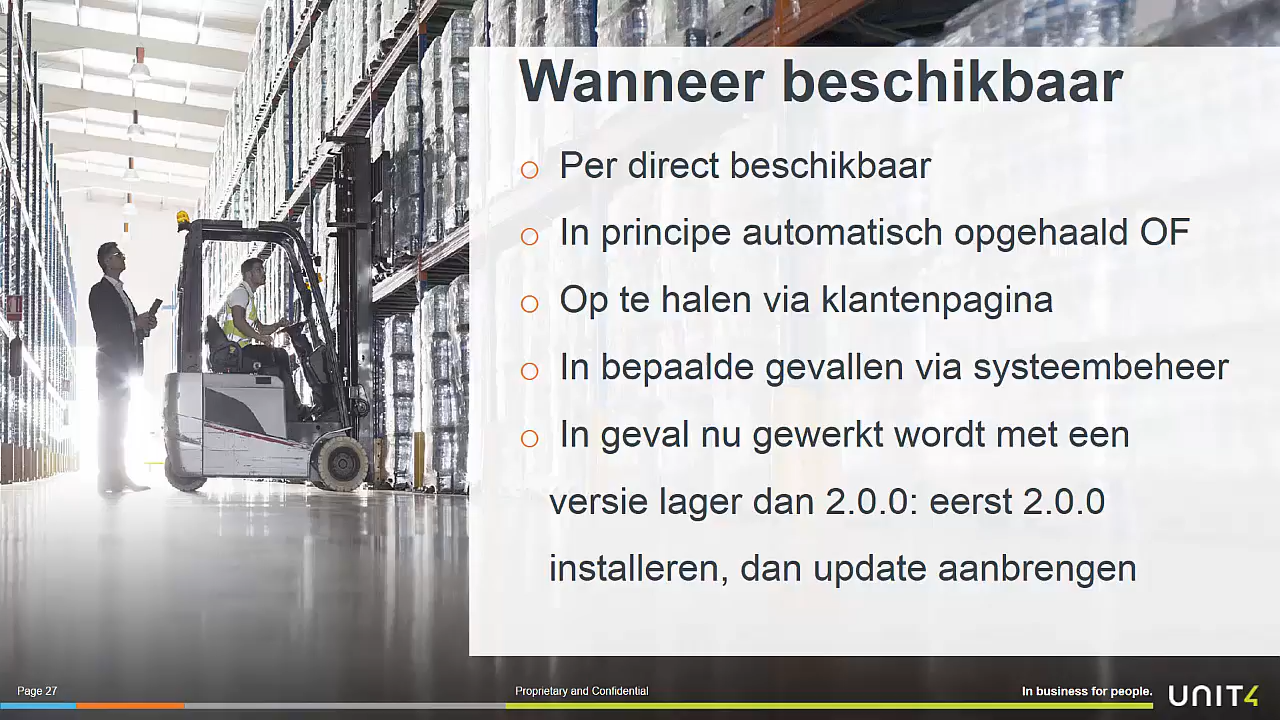 Wanneer beschikbaar
o Per direct beschikbaar
o In principe automatisch opgehaald OF
o Op te halen via klantenpagina
o In bepaalde gevallen via systeembeheer
o In geval nu gewerkt wordt met een
versie lager dan 2.0.0: eerst 2.0.0
installeren, dan update aanbrengen
Page 27
Proprietary and Confidential
In business for people.
UNIT4